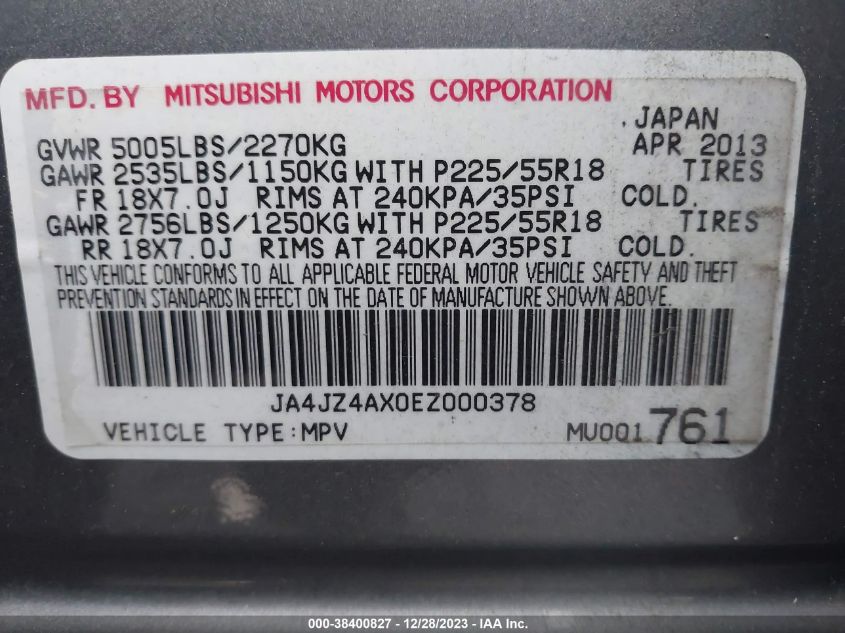 MFD. BY MITSUBISHI MOTORS CORPORATION
. JAPAN
GVWR 5005LBS/2270KG APR 2013
GAWR 2535LBS/1150KG WITH P225/55R18 TIRES
FR 18X7.0J RIMS AT 240KPA/35PSI COLD.
GAWR 2756LBS/1250KG WITH P225/55R18 TIRES
RR 18X7.0J RIMS AT 240KPA/35PSI COLD.
THIS VEHICLE CONFORMS TO ALL APPLICABLE FEDERAL MOTOR VEHICLE SAFETY AND THEFT
PREVENTION STANDARDS IN EFFECT ON THE DATE OF MANUFACTURE SHOWN ABOVE.
JA4JZ4AX0EZ000378
VEHICLE TYPE:MPV MU001761
000-38400827 - 12/28/2023 - IAA Inc.